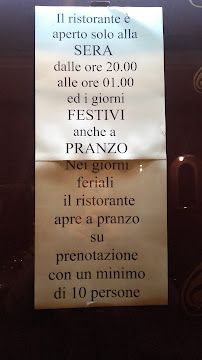 Il ristorante è
aperto solo alla
SERA
dalle ore 20.00
alle ore 01.00
ed i giorni
FESTIVI
anche a
PRANZO
Nei giorni
feriali
il ristorante
apre a pranzo
su
prenotazione
con un minimo
di 10 persone